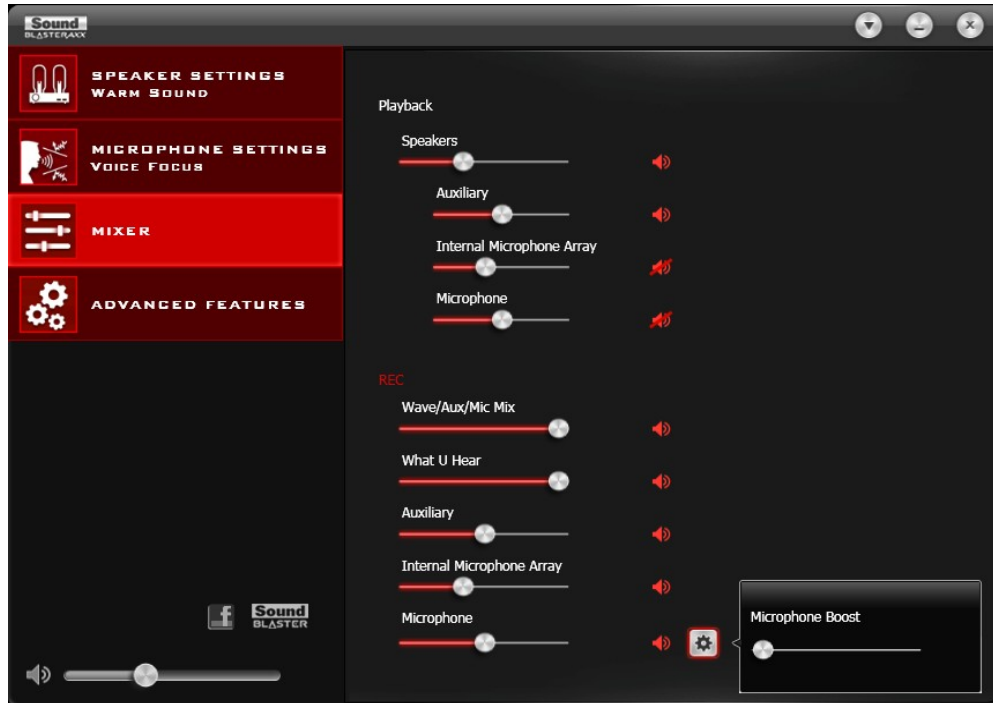 Sound
BLASTERAXX
SPEAKER SETTINGS
WARM SOUND
MICROPHONE SETTINGS
VOICE FOCUS
MIXER
ADVANCED FEATURES
Sound
BLASTER
Playback
Speakers
Auxiliary
Internal Microphone Array
Microphone
REC
Wave/Aux/Mic Mix
What U Hear
Auxiliary
Internal Microphone Array
Microphone
Microphone Boost